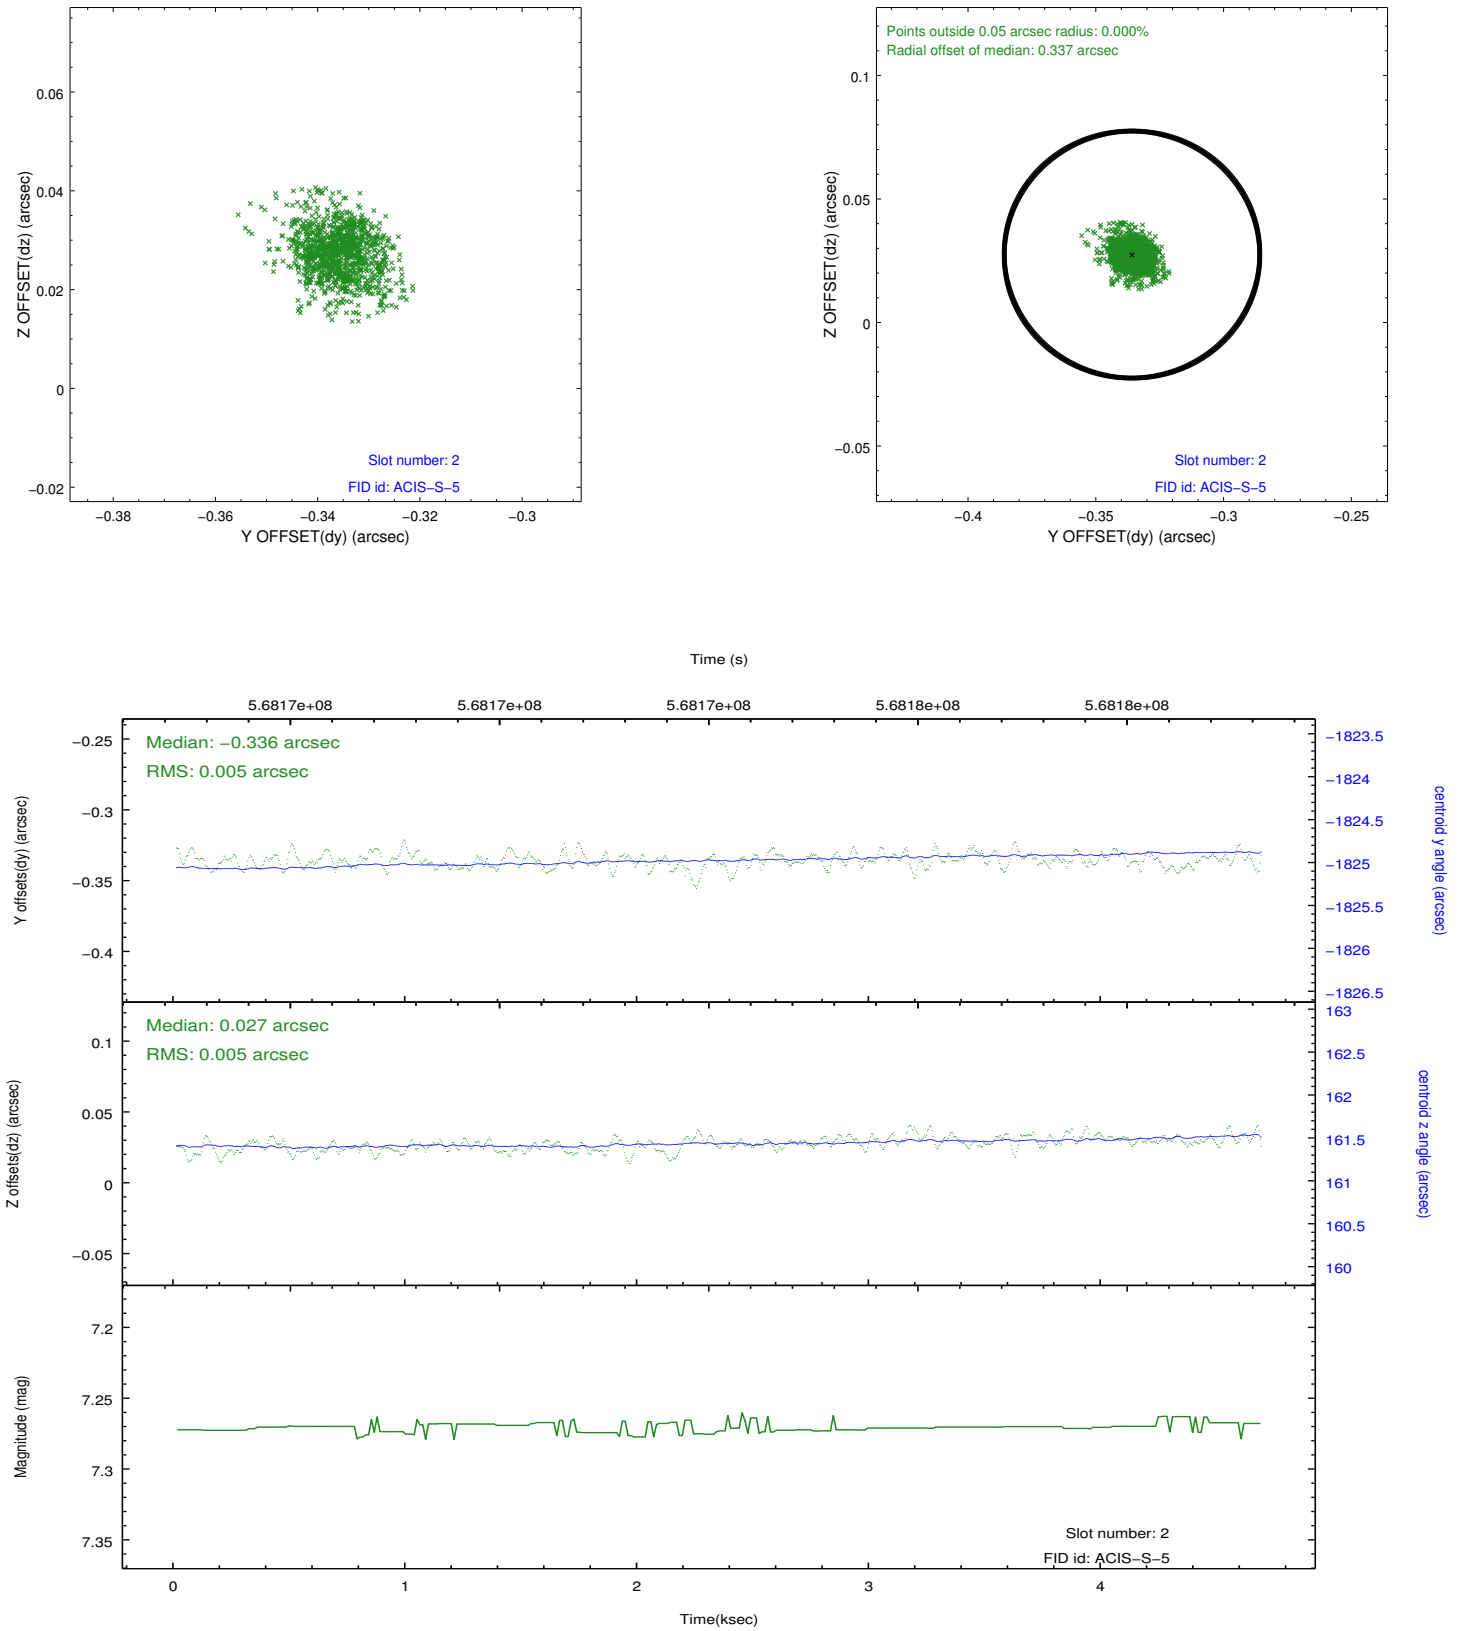 0.06
0.04
0.02
0
−0.02
−0.38
−0.36
−0.34
−0.32
−0.3
Z OFFSET(dz) (arcsec)
Y OFFSET(dy) (arcsec)
Slot number: 2
FID id: ACIS−S−5
Points outside 0.05 arcsec radius: 0.000%
Radial offset of median: 0.337 arcsec
0.1
0.05
0
−0.05
−0.4
−0.35
−0.3
−0.25
Z OFFSET(dz) (arcsec)
Y OFFSET(dy) (arcsec)
Slot number: 2
FID id: ACIS−S−5
Time (s)
5.6817e+08
5.6817e+08
5.6817e+08
5.6818e+08
5.6818e+08
Median: −0.336 arcsec
RMS: 0.005 arcsec
−0.25
−0.3
−0.35
−0.4
Y offsets(dy) (arcsec)
−1823.5
−1824
−1824.5
−1825
−1825.5
−1826
−1826.5
centroid y angle (arcsec)
Median: 0.027 arcsec
RMS: 0.005 arcsec
0.1
0.05
0
−0.05
Z offsets(dz) (arcsec)
163
162.5
162
161.5
161
160.5
160
centroid z angle (arcsec)
7.2
7.25
7.3
7.35
Magnitude (mag)
Slot number: 2
FID id: ACIS−S−5
0
1
2
3
4
Time(ksec)